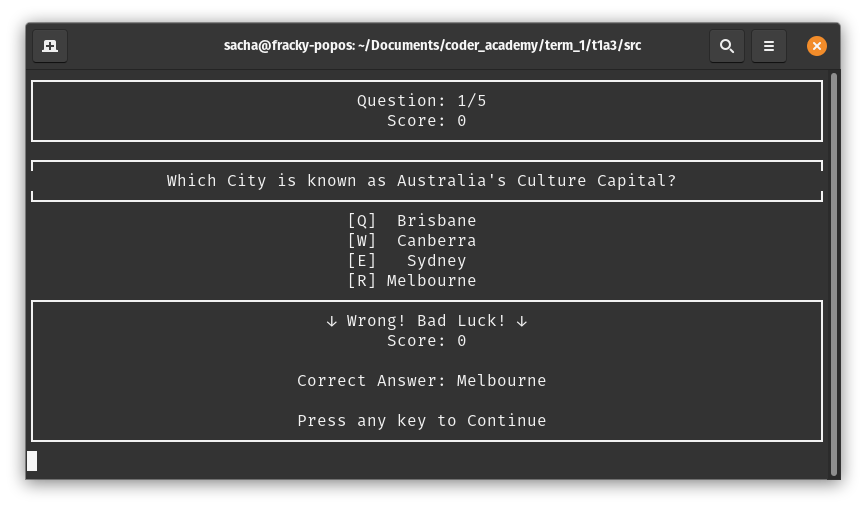 sacha@fracky-popos: ~/Documents/coder_academy/term_1/t1a3/src
Question: 1/5
Score: 0
Which City is known as Australia's Culture Capital?
[Q] Brisbane
[W] Canberra
[E] Sydney
[R] Melbourne
↓ Wrong! Bad Luck! ↓
Score: 0
Correct Answer: Melbourne
Press any key to Continue